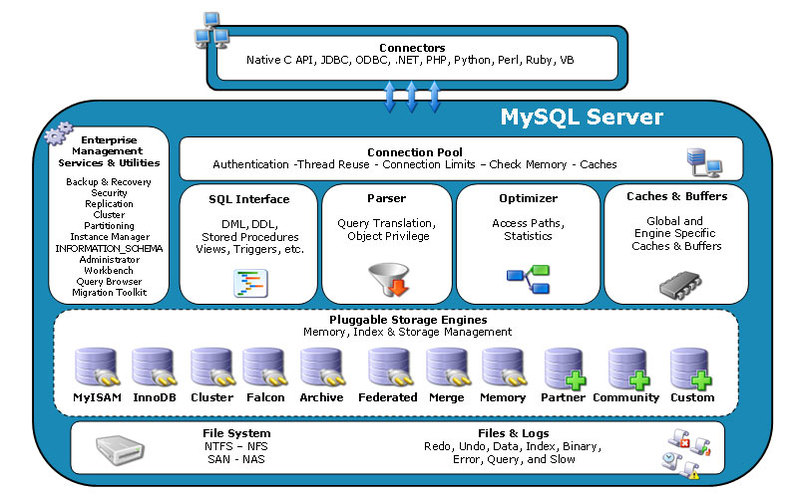 Connectors
Native C API, JDBC, ODBC, .NET, PHP, Python, Perl, Ruby, VB
MySQL Server
Enterprise
Management
Services & Utilities
Backup & Recovery
Security
Replication
Cluster
Partitioning
Instance Manager
INFORMATION_SCHEMA
Administrator
Workbench
Query Browser
Migration Toolkit
Connection Pool
Authentication -Thread Reuse - Connection Limits – Check Memory - Caches
SQL Interface
DML, DDL,
Stored Procedures
Views, Triggers, etc.
Parser
Query Translation,
Object Privilege
Optimizer
Access Paths,
Statistics
Caches & Buffers
Global and
Engine Specific
Caches & Buffers
Pluggable Storage Engines
Memory, Index & Storage Management
MyISAM
InnoDB
Cluster
Falcon
Archive
Federated
Merge
Memory
Partner
Community
Custom
File System
NTFS – NFS
SAN - NAS
Files & Logs
Redo, Undo, Data, Index, Binary,
Error, Query, and Slow